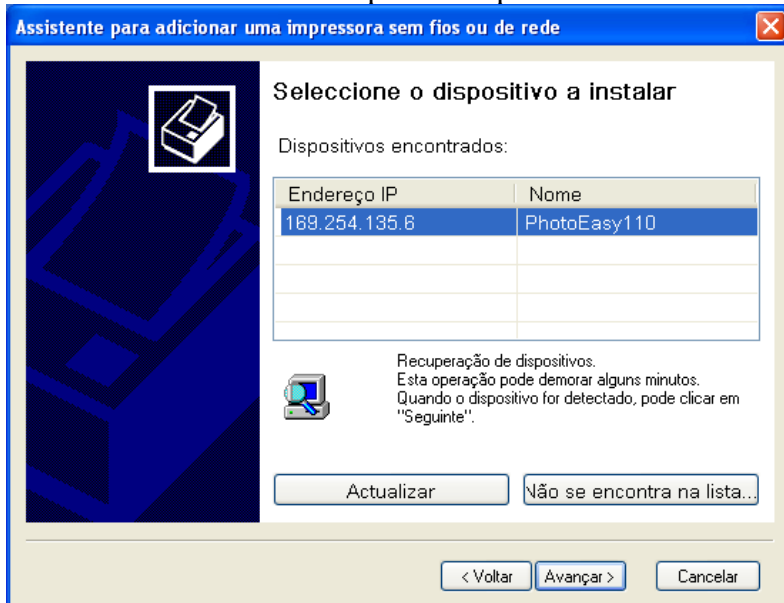 Assistente para adicionar uma impressora sem fios ou de rede
Seleccione o dispositivo a instalar
Dispositivos encontrados:
Endereço IP Nome
169.254.135.6 PhotoEasy110
Recuperação de dispositivos.
Esta operação pode demorar alguns minutos.
Quando o dispositivo for detectado, pode clicar em
"Seguinte".
Actualizar Não se encontra na lista...
< Voltar Avançar > Cancelar